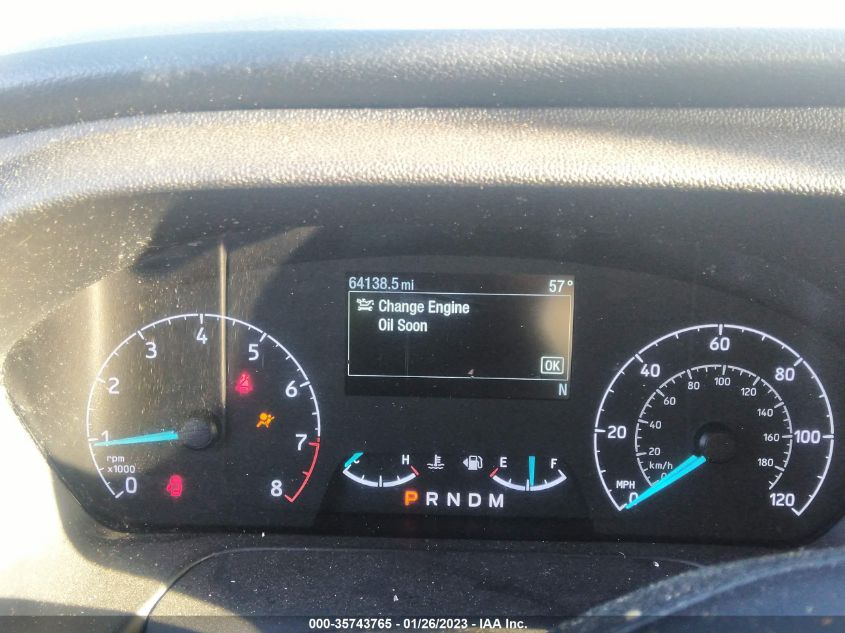 64138.5 mi 57°
Change Engine
Oil Soon
OK
N
0 1 2 3 4 5 6 7 8
rpm
x1000
H
E F
P R N D M
0 20 40 60 80 100 120
MPH
20 40 60 80 100 120 140 160 180
km/h
000-35743765 - 01/26/2023 - IAA Inc.